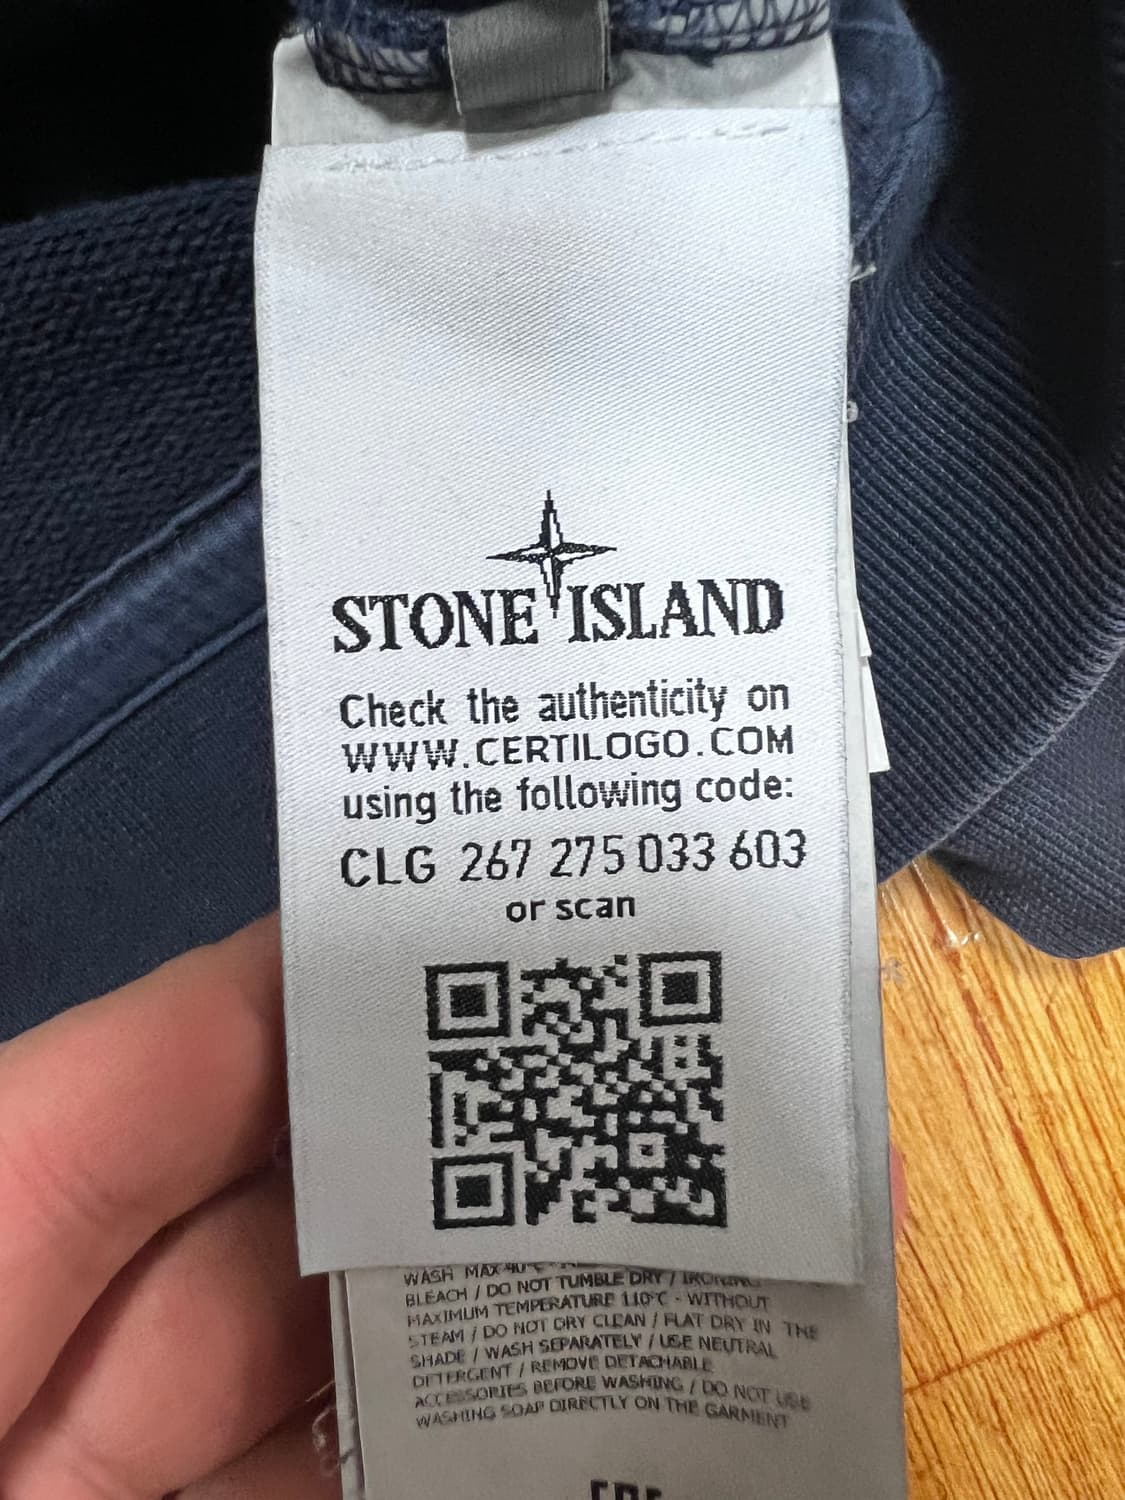 STONE ISLAND
Check the authenticity on
WWW.CERTILOGO.COM
using the following code:
CLG 267 275 033 603
or scan
WASH MAX 40°C
BLEACH / DO NOT TUMBLE DRY / IRONING
MAXIMUM TEMPERATURE 110°C - WITHOUT
STEAM / DO NOT DRY CLEAN / FLAT DRY IN THE
SHADE / WASH SEPARATELY / USE NEUTRAL
DETERGENT / REMOVE DETACHABLE
ACCESSORIES BEFORE WASHING / DO NOT USE
WASHING SOAP DIRECTLY ON THE GARMENT